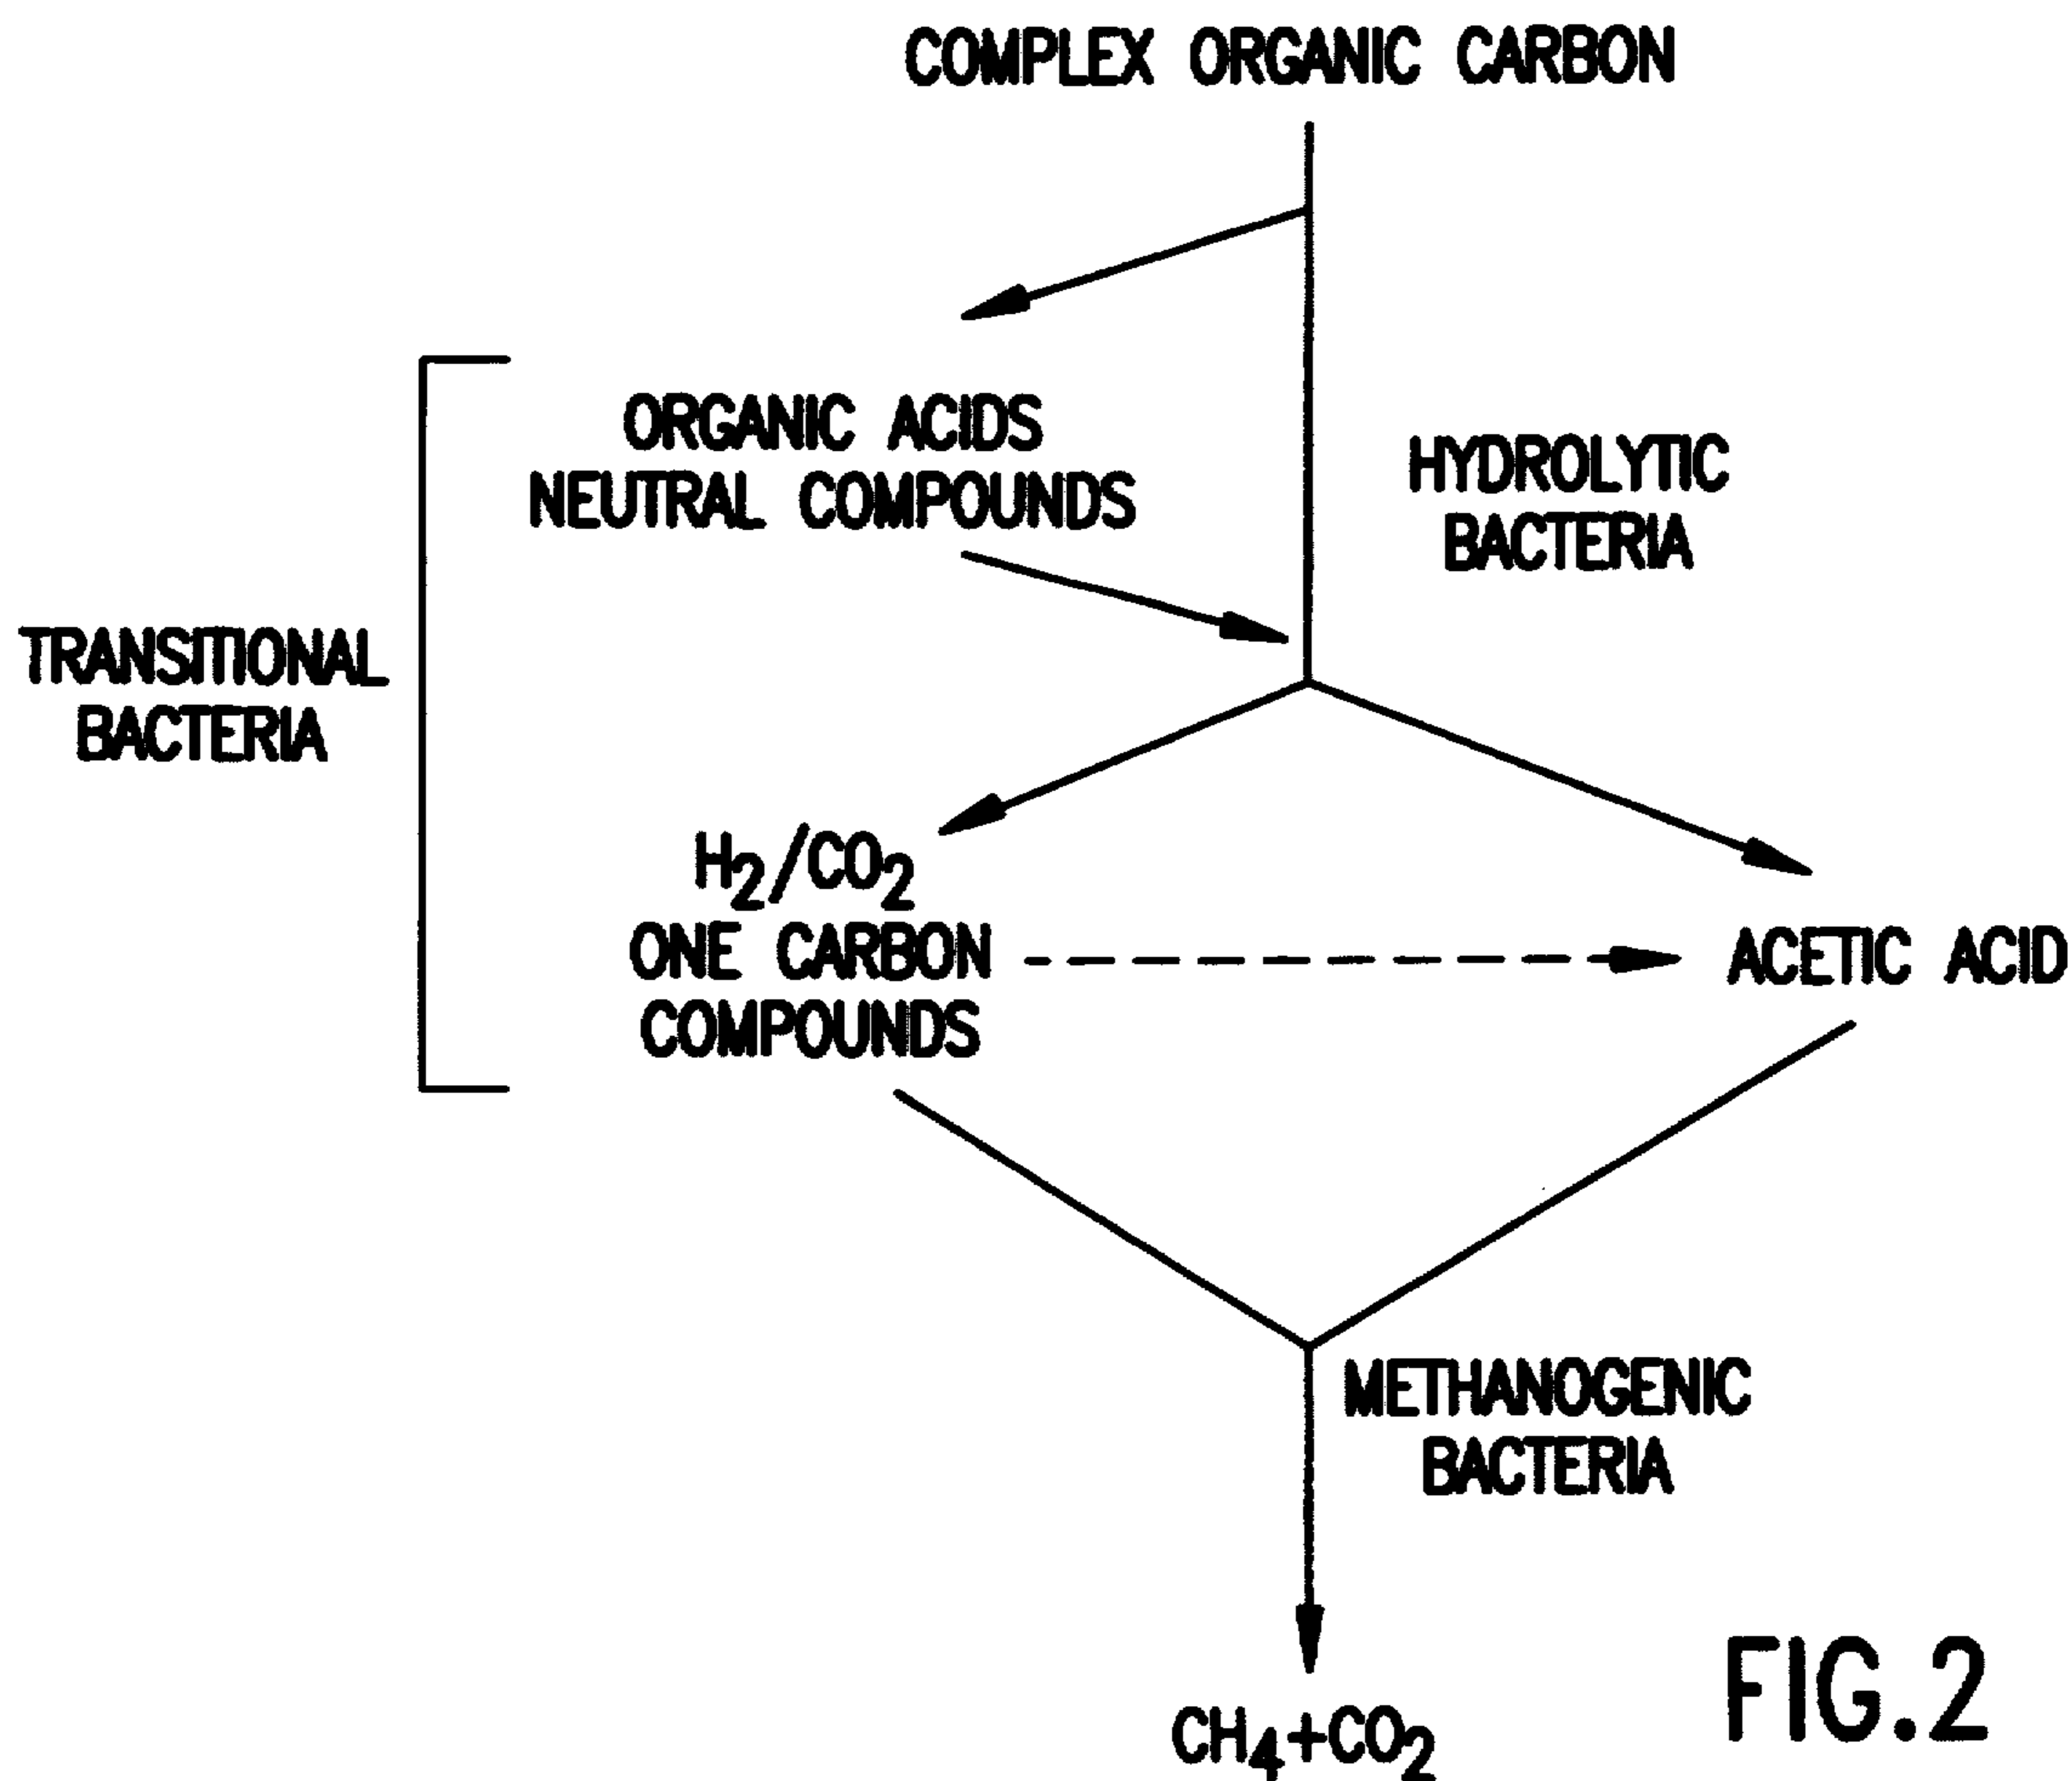 COMPLEX ORGANIC CARBON
ORGANIC ACIDS
NEUTRAL COMPOUNDS
HYDROLYTIC
BACTERIA
TRANSITIONAL
BACTERIA
H₂/CO₂
ONE CARBON
COMPOUNDS
ACETIC ACID
METHANOGENIC
BACTERIA
CH₄+CO₂
FIG.2